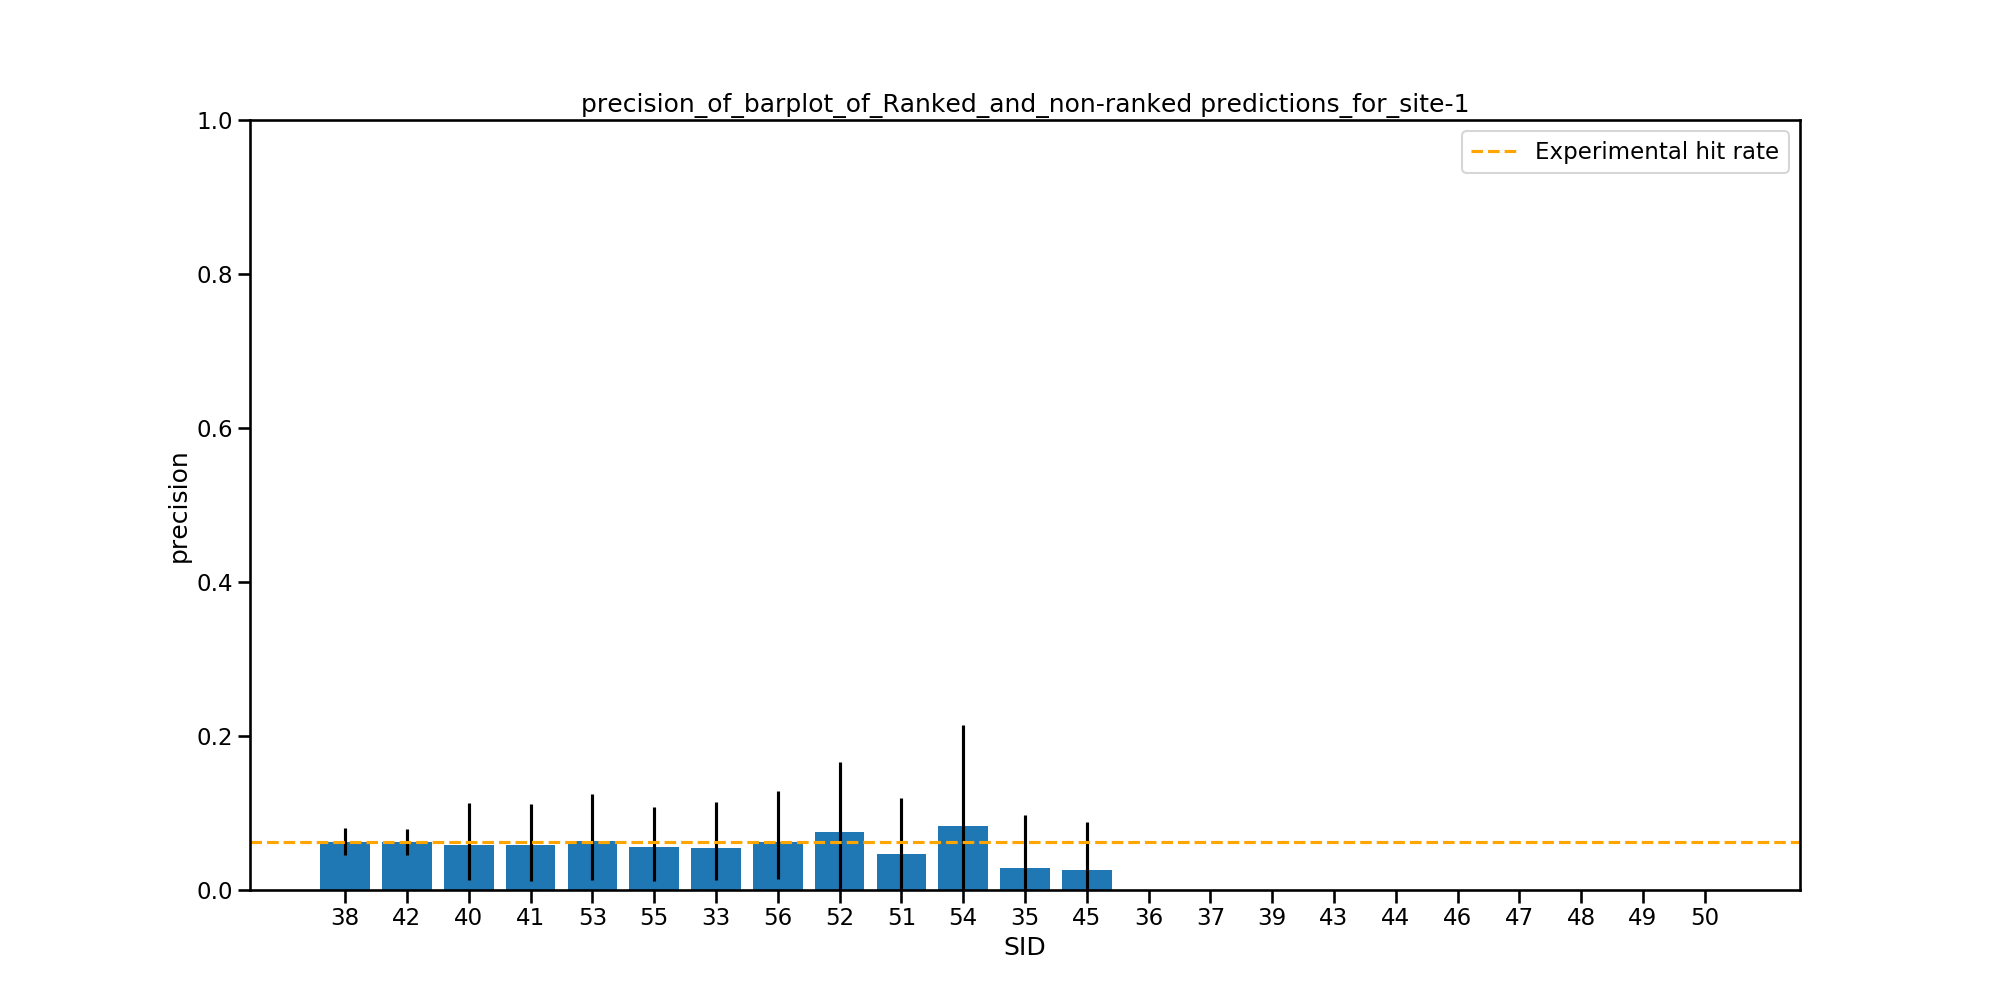 precision_of_barplot_of_Ranked_and_non-ranked predictions_for_site-1
Experimental hit rate
1.0
0.8
0.6
0.4
0.2
0.0
precision
38 42 40 41 53 55 33 56 52 51 54 35 45 36 37 39 43 44 46 47 48 49 50
SID